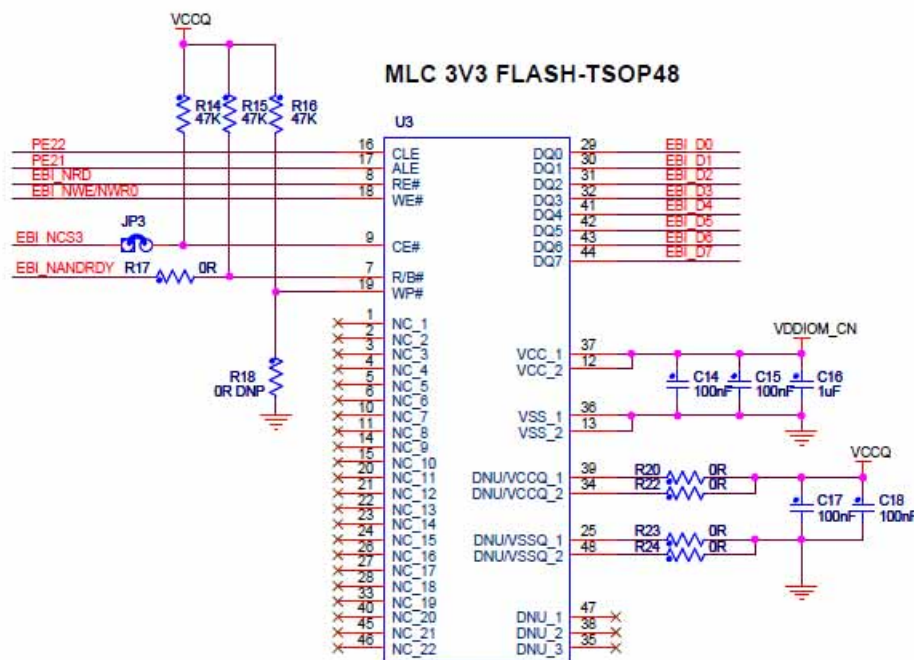 VCCQ
MLC 3V3 FLASH-TSOP48
R14 R15 R16
47K 47K 47K
U3
PE22 16 CLE DQ0 29 EBI_D0
PE21 17 ALE DQ1 30 EBI_D1
EBI_NRD 8 RE# DQ2 31 EBI_D2
EBI_NWE/NWR0 18 WE# DQ3 32 EBI_D3
DQ4 41 EBI_D4
JP3 DQ5 42 EBI_D5
EBI_NCS3 9 CE# DQ6 43 EBI_D6
DQ7 44 EBI_D7
EBI_NANDRDY R17 0R 7 R/B#
19 WP#
1 NC_1
2 NC_2
3 NC_3
4 NC_4
5 NC_5
6 NC_6
10 NC_7
11 NC_8
14 NC_9
15 NC_10
20 NC_11
21 NC_12
22 NC_13
23 NC_14
24 NC_15
26 NC_16
27 NC_17
28 NC_18
33 NC_19
40 NC_20
45 NC_21
46 NC_22
R18
0R DNP
VDDIOM_CN
VCC_1 37
VCC_2 12
C14 C15 C16
100nF 100nF 1uF
VSS_1 36
VSS_2 13
VCCQ
DNU/VCCQ_1 39 R20 0R
DNU/VCCQ_2 34 R22 0R
C17 C18
100nF 100nF
DNU/VSSQ_1 25 R23 0R
DNU/VSSQ_2 48 R24 0R
DNU_1 47
DNU_2 38
DNU_3 35